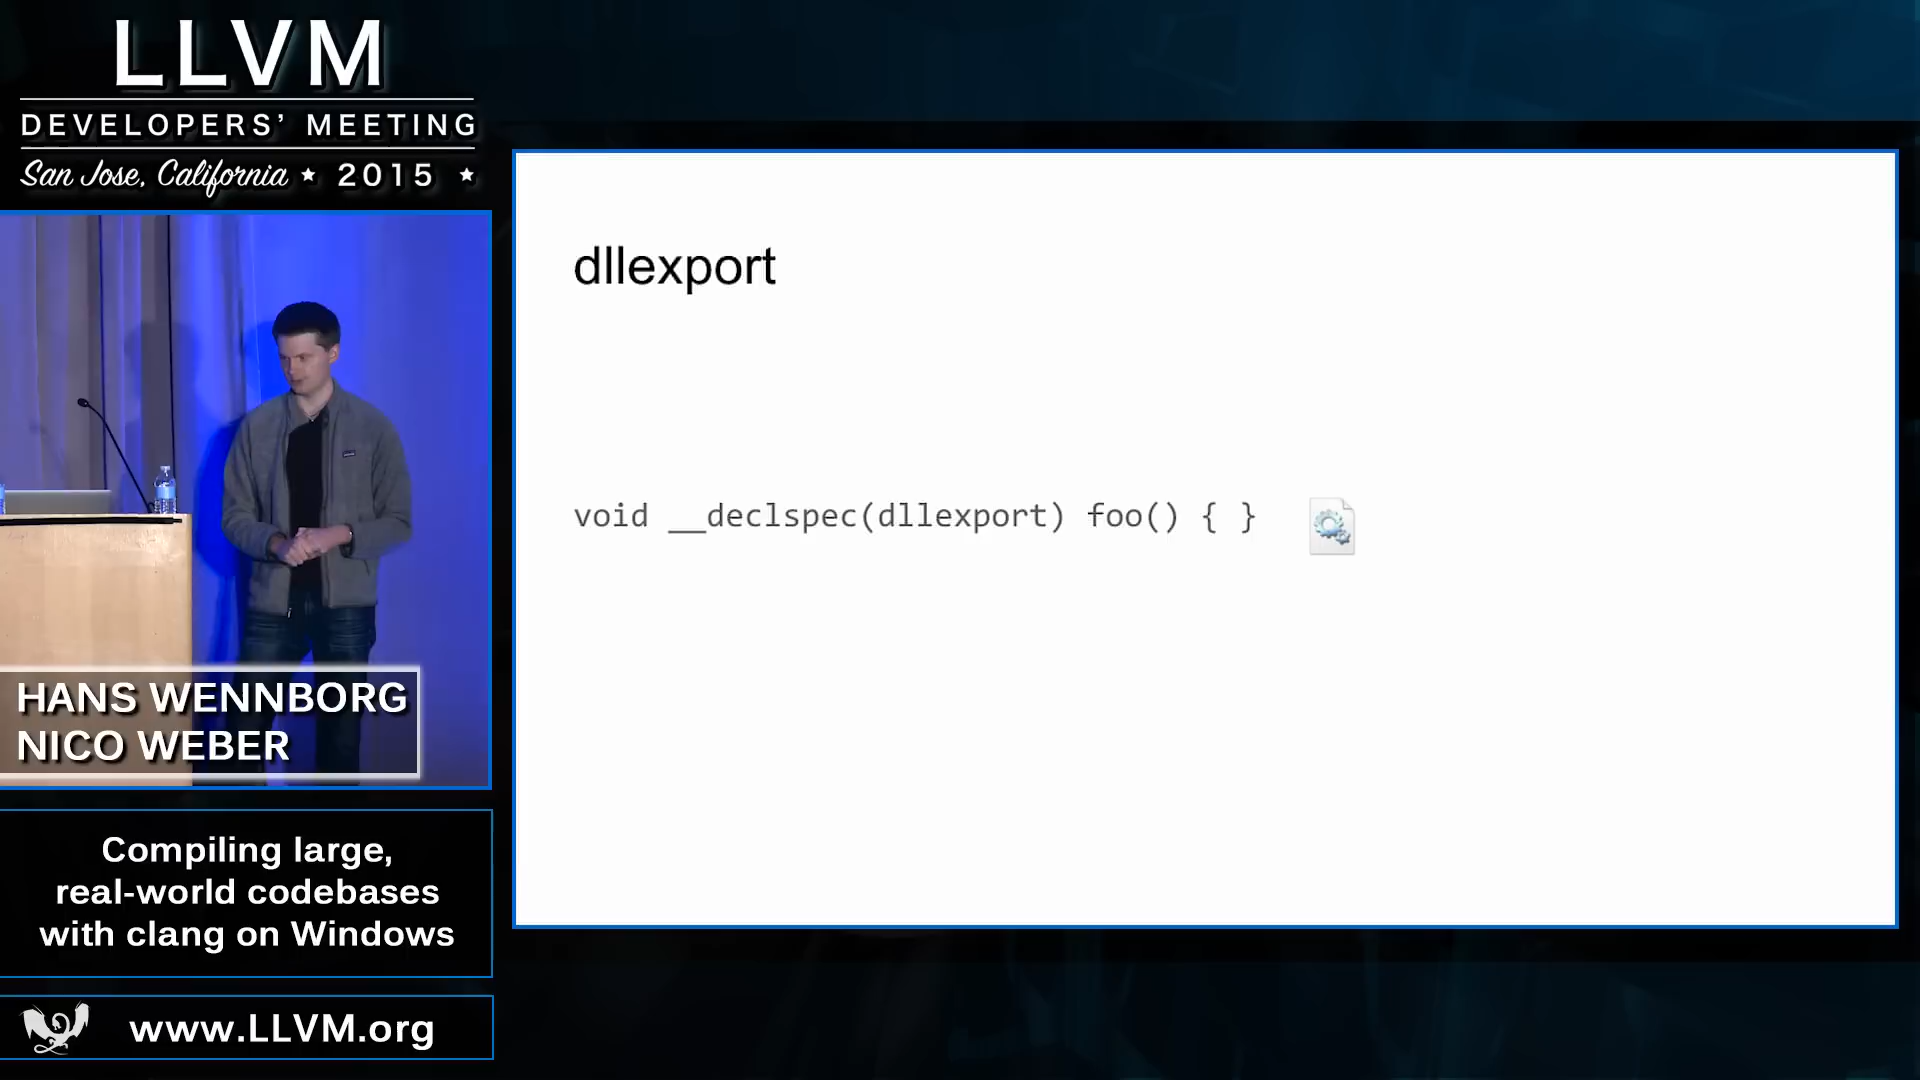 LLVM
DEVELOPERS' MEETING
San Jose, California ★ 2015 ★
dllexport
void __declspec(dllexport) foo() { }
HANS WENNBORG
NICO WEBER
Compiling large,
real-world codebases
with clang on Windows
www.LLVM.org